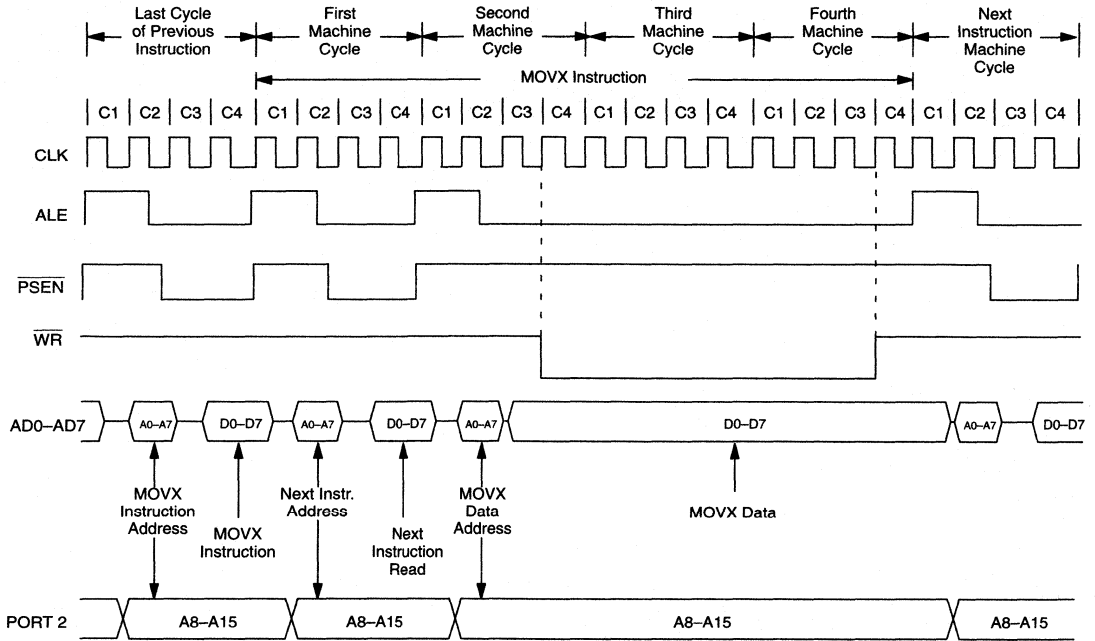 Last Cycle
of Previous
Instruction
First
Machine
Cycle
Second
Machine
Cycle
Third
Machine
Cycle
Fourth
Machine
Cycle
Next
Instruction
Machine
Cycle
MOVX Instruction
C1 C2 C3 C4 C1 C2 C3 C4 C1 C2 C3 C4 C1 C2 C3 C4 C1 C2 C3 C4 C1 C2 C3 C4
CLK
ALE
PSEN
WR
AD0–AD7
A0–A7 D0–D7 A0–A7 D0–D7 A0–A7 D0–D7 A0–A7 D0–D7
MOVX
Instruction
Address
MOVX
Instruction
Next Instr.
Address
Next
Instruction
Read
MOVX
Data
Address
MOVX Data
PORT 2
A8–A15 A8–A15 A8–A15 A8–A15